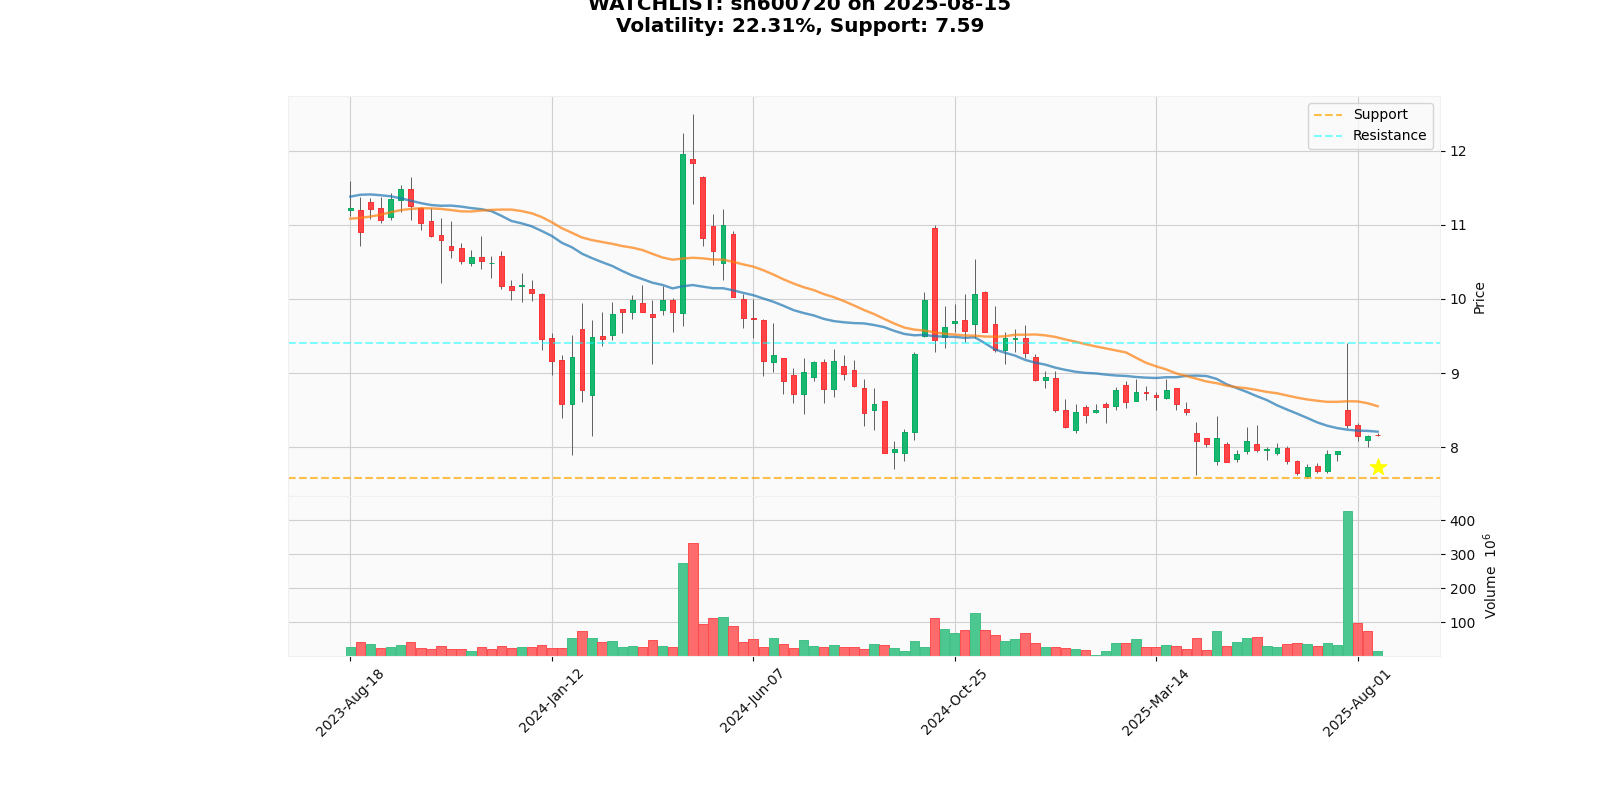 WATCHLIST: sh600720 on 2025-08-15
Volatility: 22.31%, Support: 7.59
Support
Resistance
12
11
10
9
8
Price
400
300
200
100
Volume 10⁶
2023-Aug-18
2024-Jan-12
2024-Jun-07
2024-Oct-25
2025-Mar-14
2025-Aug-01